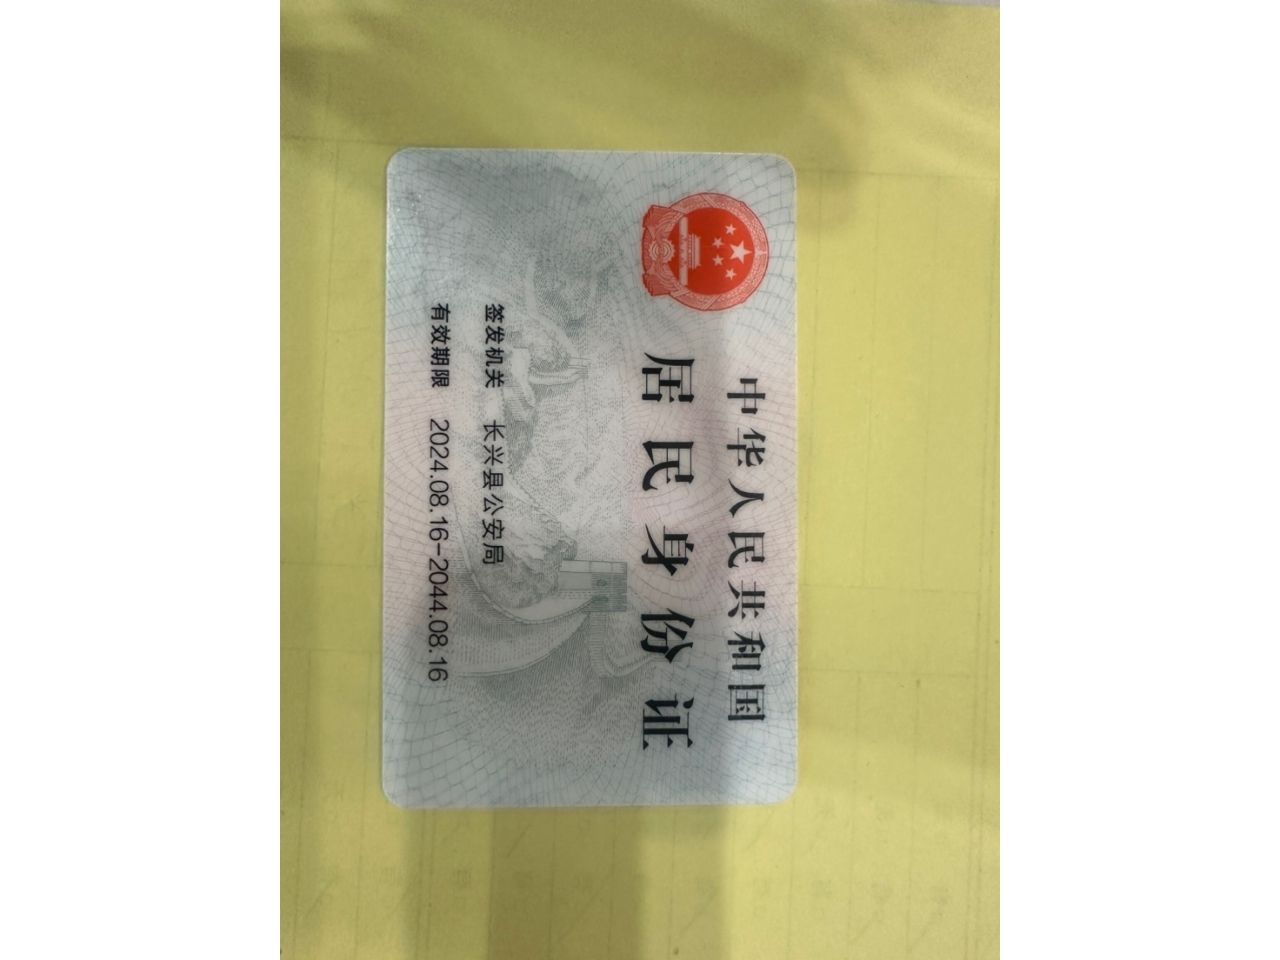 中华人民共和国
居民身份证
签发机关 长兴县公安局
有效期限 2024.08.16-2044.08.16